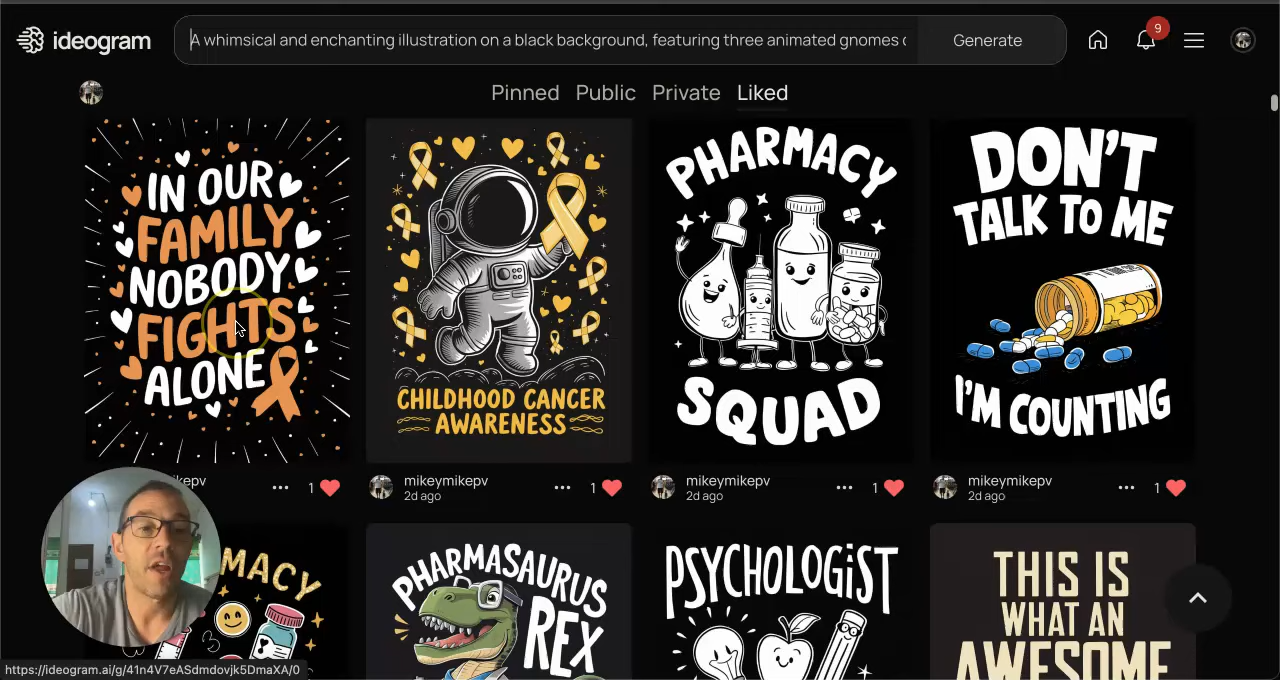 ideogram
A whimsical and enchanting illustration on a black background, featuring three animated gnomes
Generate
9
Pinned
Public
Private
Liked
IN OUR
FAMILY
NOBODY
FIGHTS
ALONE
CHILDHOOD CANCER
AWARENESS
PHARMACY
SQUAD
DON'T
TALK TO ME
I'M COUNTING
kepv
1
mikeymikepv
2d ago
1
mikeymikepv
2d ago
1
mikeymikepv
2d ago
1
MACY
PHARMASAURUS
REX
PSYCHOLOGiST
THIS IS
WHAT AN
AWESOME
https://ideogram.ai/g/41n4V7eASdmdovjk5DmaXA/0